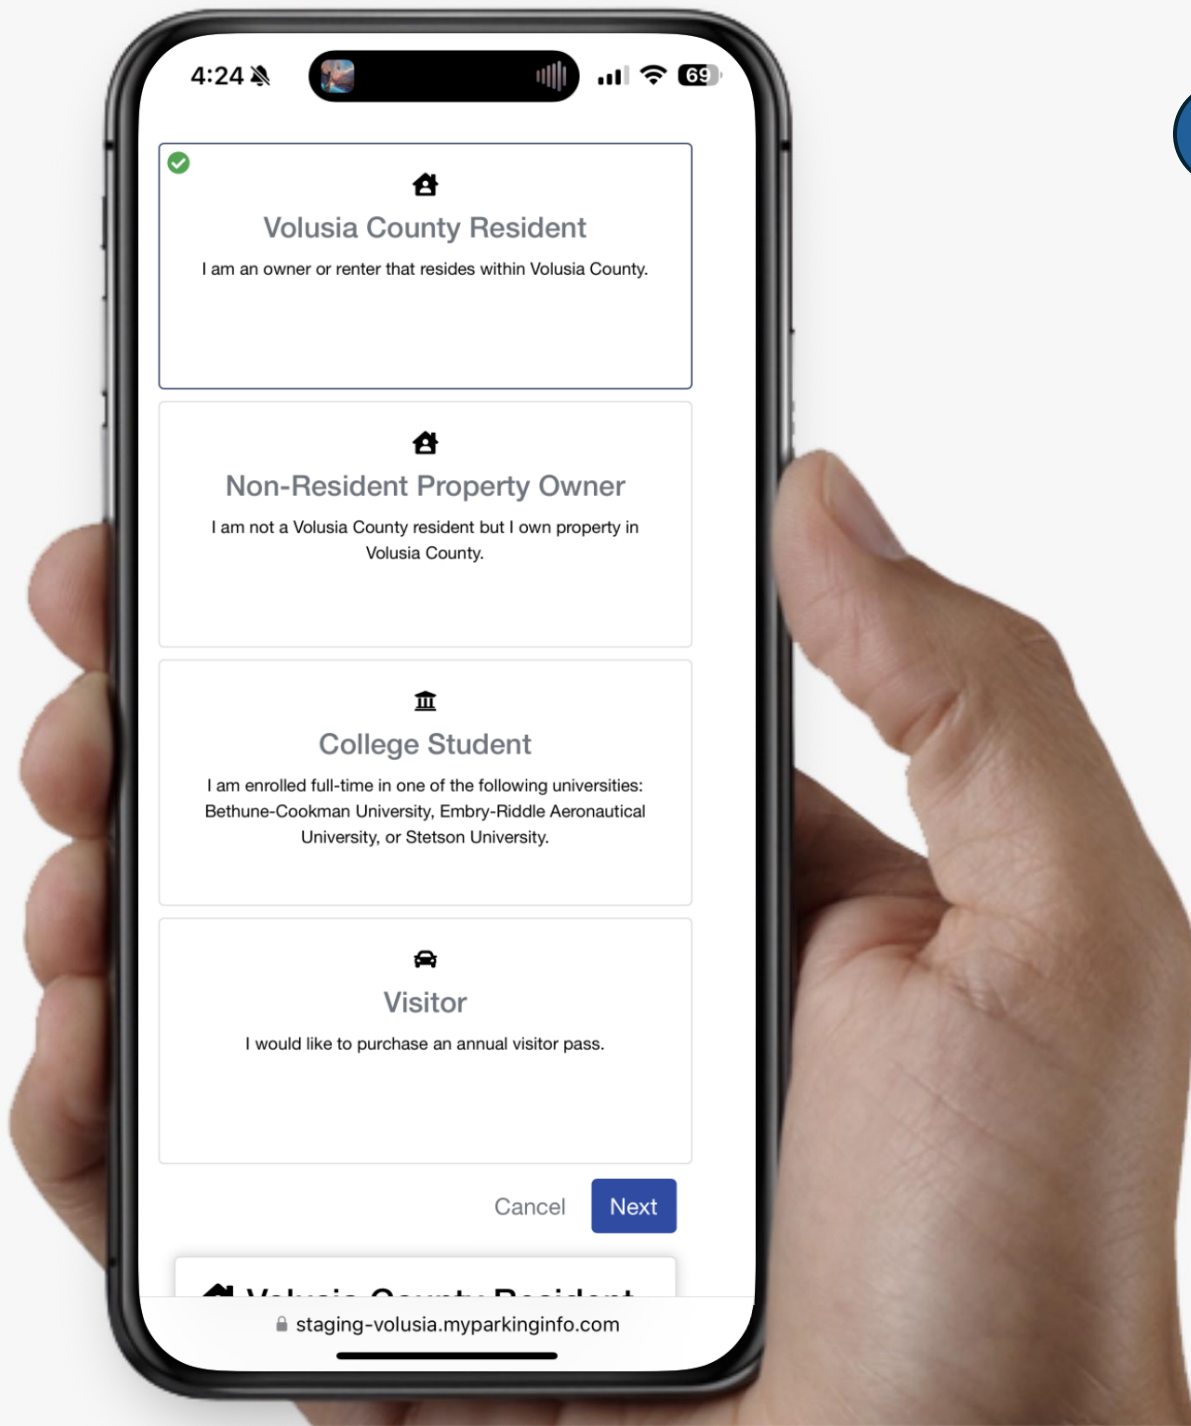 4:24
69
Volusia County Resident
I am an owner or renter that resides within Volusia County.
Non-Resident Property Owner
I am not a Volusia County resident but I own property in
Volusia County.
College Student
I am enrolled full-time in one of the following universities:
Bethune-Cookman University, Embry-Riddle Aeronautical
University, or Stetson University.
Visitor
I would like to purchase an annual visitor pass.
Cancel Next
Volusia County Resident
staging-volusia.myparkinginfo.com